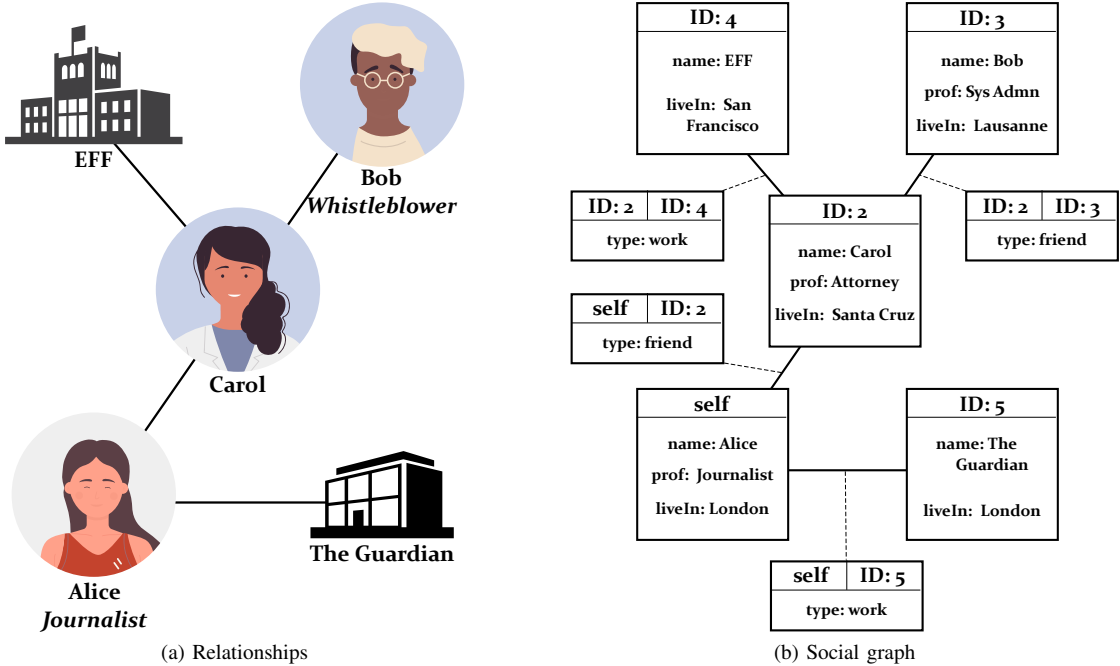 EFF
Bob
Whistleblower
Carol
Alice
Journalist
The Guardian
(a) Relationships
ID: 4
name: EFF
liveIn: San
Francisco
ID: 3
name: Bob
prof: Sys Admn
liveIn: Lausanne
ID: 2 ID: 4
type: work
ID: 2
name: Carol
prof: Attorney
liveIn: Santa Cruz
ID: 2 ID: 3
type: friend
self ID: 2
type: friend
self
name: Alice
prof: Journalist
liveIn: London
ID: 5
name: The
Guardian
liveIn: London
self ID: 5
type: work
(b) Social graph